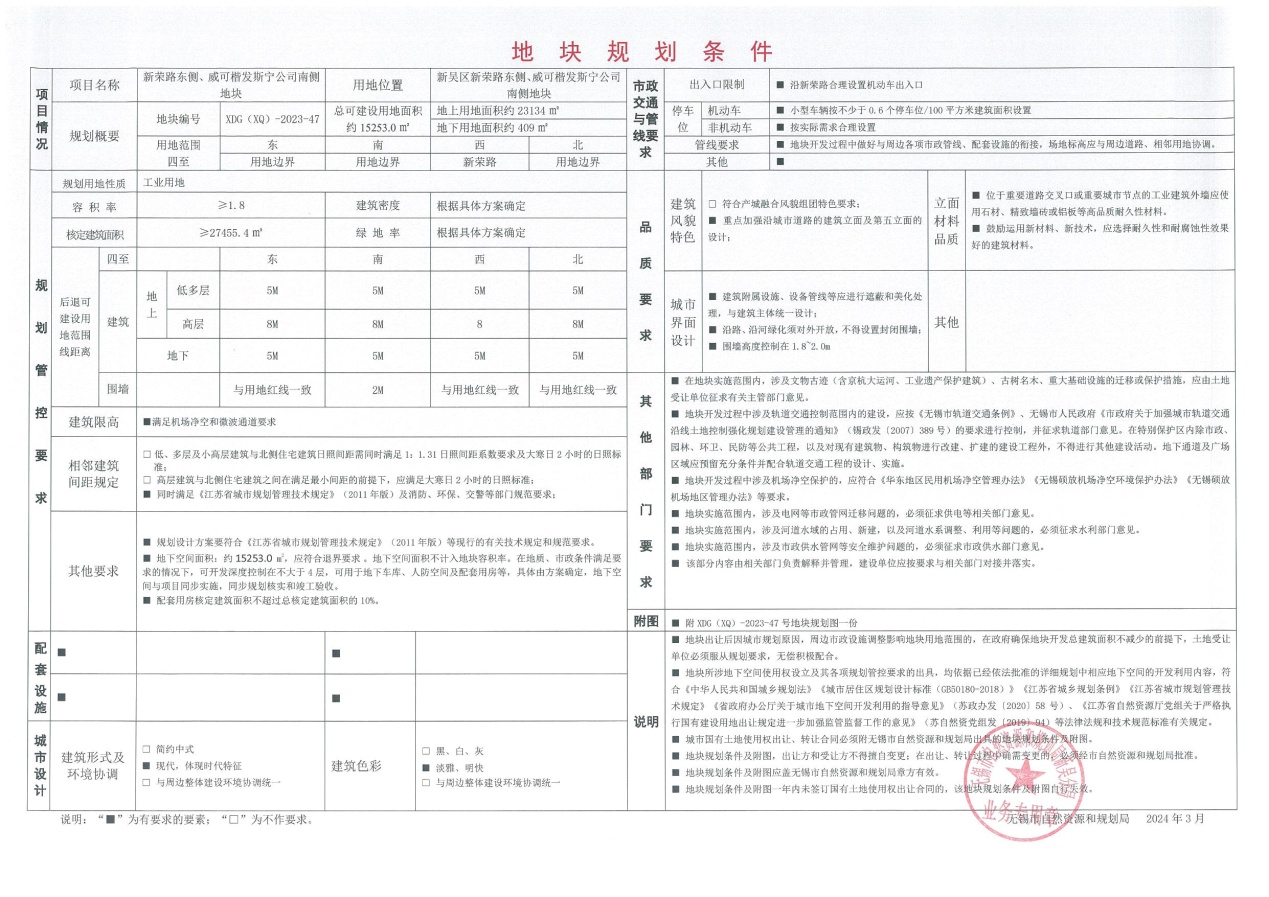 地块规划条件
项目情况
项目名称
新荣路东侧、威可楷发斯宁公司南侧
地块
用地位置
新吴区新荣路东侧、威可楷发斯宁公司
南侧地块
规划概要
地块编号
XDG（XQ）-2023-47
总可建设用地面积
约 15253.0 ㎡
地上用地面积约 23134 ㎡
地下用地面积约 409 ㎡
用地范围
四至
东
南
西
北
用地边界
用地边界
新荣路
用地边界
规划管控要求
规划用地性质
工业用地
容 积 率
≥1.8
建筑密度
根据具体方案确定
核定建筑面积
≥27455.4 ㎡
绿 地 率
根据具体方案确定
后退可
建设用
地范围
线距离
四至
东
南
西
北
建筑
地上
低多层
5M
5M
5M
5M
高层
8M
8M
8
8M
地下
5M
5M
5M
5M
围墙
与用地红线一致
2M
与用地红线一致
与用地红线一致
建筑限高
■满足机场净空和微波通道要求
相邻建筑
间距规定
□ 低、多层及小高层建筑与北侧住宅建筑日照间距需同时满足 1：1.31 日照间距系数要求及大寒日 2 小时的日照标
准；
□ 高层建筑与北侧住宅建筑之间在满足最小间距的前提下，应满足大寒日 2 小时的日照标准；
■ 同时满足《江苏省城市规划管理技术规定》（2011 年版）及消防、环保、交警等部门规范要求；
其他要求
■ 规划设计方案要符合《江苏省城市规划管理技术规定》（2011 年版）等现行的有关技术规定和规范要求。
■ 地下空间面积：约 15253.0 ㎡，应符合退界要求 。地下空间面积不计入地块容积率。在地质、市政条件满足要
求的情况下，可开发深度控制在不大于 4 层，可用于地下车库、人防空间及配套用房等，具体由方案确定，地下空
间与项目同步实施，同步规划核实和竣工验收。
■ 配套用房核定建筑面积不超过总核定建筑面积的 10%。
配套设施
■
■
■
■
城市设计
建筑形式及
环境协调
□ 简约中式
■ 现代，体现时代特征
□ 与周边整体建设环境协调统一
建筑色彩
□ 黑、白、灰
■ 淡雅、明快
□ 与周边整体建设环境协调统一
市政
交通
与管
线要
求
出入口限制
■ 沿新荣路合理设置机动车出入口
停车
位
机动车
■ 小型车辆按不少于 0.6 个停车位/100 平方米建筑面积设置
非机动车
■ 按实际需求合理设置
管线要求
■ 地块开发过程中做好与周边各项市政管线、配套设施的衔接，场地标高应与周边道路、相邻用地协调。
其他
■
品质要求
建筑
风貌
特色
□ 符合产城融合风貌组团特色要求；
■ 重点加强沿城市道路的建筑立面及第五立面的
设计；
立面
材料
品质
■ 位于重要道路交叉口或重要城市节点的工业建筑外墙应使
用石材、精致墙砖或铝板等高品质耐久性材料。
■ 鼓励运用新材料、新技术，应选择耐久性和耐腐蚀性效果
好的建筑材料。
城市
界面
设计
■ 建筑附属设施、设备管线等应进行遮蔽和美化处
理，与建筑主体统一设计；
■ 沿路、沿河绿化须对外开放，不得设置封闭围墙；
■ 围墙高度控制在 1.8~2.0m
其他
其他部门要求
■ 在地块实施范围内，涉及文物古迹（含京杭大运河、工业遗产保护建筑）、古树名木、重大基础设施的迁移或保护措施，应由土地
受让单位征求有关主管部门意见。
■ 地块开发过程中涉及轨道交通控制范围内的建设，应按《无锡市轨道交通条例》、无锡市人民政府《市政府关于加强城市轨道交通
沿线土地控制强化规划建设管理的通知》（锡政发〔2007〕389 号）的要求进行控制，并征求轨道部门意见。在特别保护区内除市政、
园林、环卫、民防等公共工程，以及对现有建筑物、构筑物进行改建、扩建的建设工程外，不得进行其他建设活动，地下通道及广场
区域应预留充分条件并配合轨道交通工程的设计、实施。
■ 地块开发过程中涉及机场净空保护的，应符合《华东地区民用机场净空管理办法》《无锡硕放机场净空环境保护办法》《无锡硕放
机场地区管理办法》等要求。
■ 地块实施范围内，涉及电网等市政管网迁移问题的，必须征求供电等相关部门意见。
■ 地块实施范围内，涉及河道水域的占用、新建，以及河道水系调整、利用等问题的，必须征求水利部门意见。
■ 地块实施范围内，涉及市政供水管网等安全维护问题的，必须征求市政供水部门意见。
■ 该部分内容由相关部门负责解释并管理，建设单位应按要求与相关部门对接并落实。
附图
■ 附 XDG（XQ）-2023-47 号地块规划图一份
说明
■ 地块出让后因城市规划原因，周边市政设施调整影响地块用地范围的，在政府确保地块开发总建筑面积不减少的前提下，土地受让
单位必须服从规划要求，无偿积极配合。
■ 地块所涉地下空间使用权设立及其各项规划管控要求的出具，均依据已经依法批准的详细规划中相应地下空间的开发利用内容，符
合《中华人民共和国城乡规划法》《城市居住区规划设计标准（GB50180-2018）》《江苏省城乡规划条例》《江苏省城市规划管理技
术规定》《省政府办公厅关于城市地下空间开发利用的指导意见》（苏政办发〔2020〕58 号）、《江苏省自然资源厅党组关于严格执
行国有建设用地出让规定进一步加强监管监督工作的意见》（苏自然资党组发〔2019〕94）等法律法规和技术规范标准有关规定。
■ 城市国有土地使用权出让、转让合同必须附无锡市自然资源和规划局出具的地块规划条件及附图。
■ 地块规划条件及附图，出让方和受让方不得擅自变更；在出让、转让过程中确需变更的，必须经市自然资源和规划局批准。
■ 地块规划条件及附图应盖无锡市自然资源和规划局章方有效。
■ 地块规划条件及附图一年内未签订国有土地使用权出让合同的，该地块规划条件及附图自行失效。
业务专用章
说明：“■”为有要求的要素；“□”为不作要求。
无锡市自然资源和规划局 2024 年 3 月